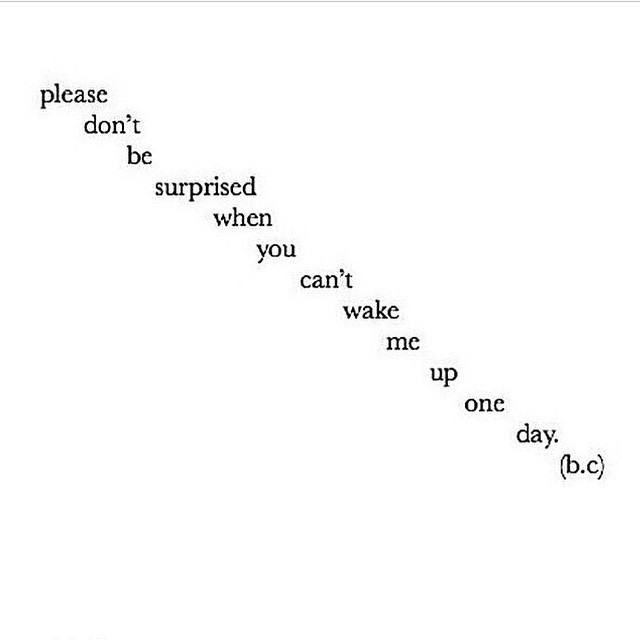 please
don't
be
surprised
when
you
can't
wake
me
up
one
day.
(b.c)